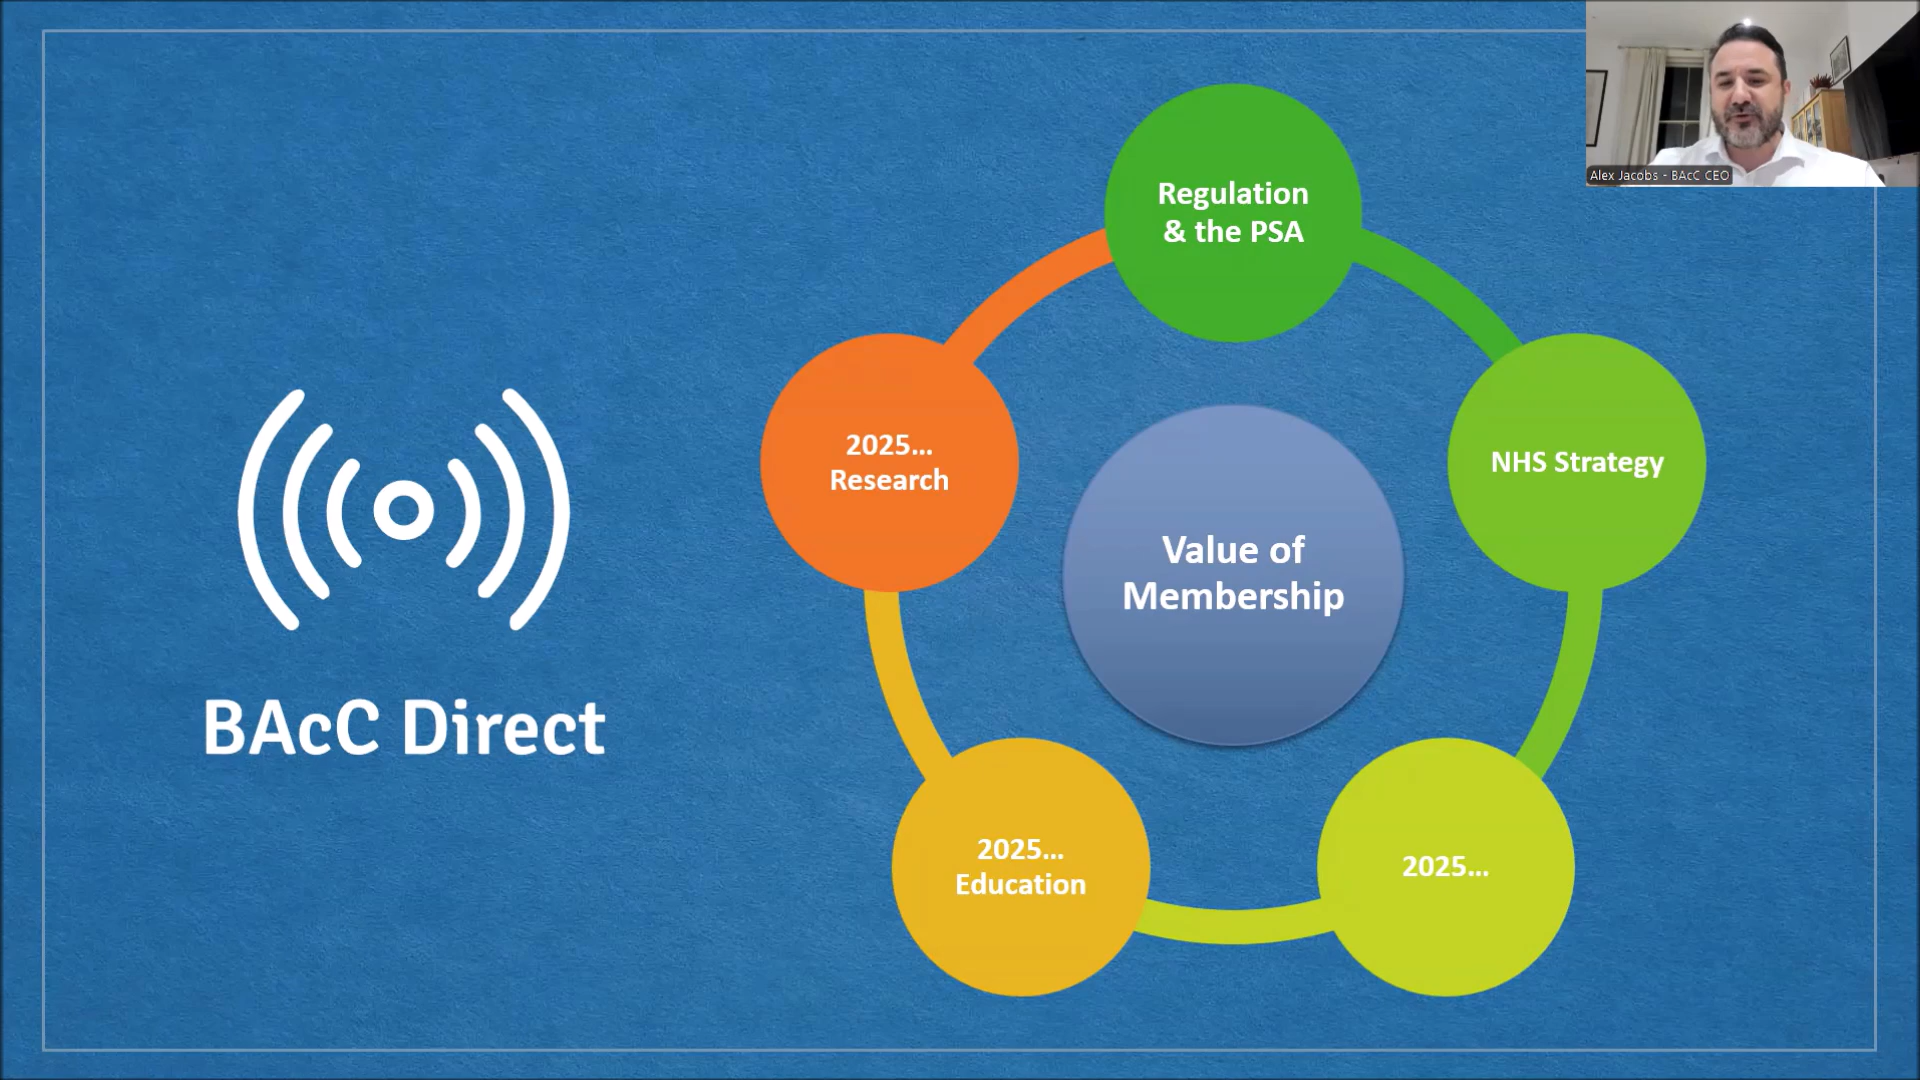 Alex Jacobs - BAcC CEO
Regulation
& the PSA
NHS Strategy
2025...
2025...
Education
2025...
Research
Value of
Membership
BAcC Direct